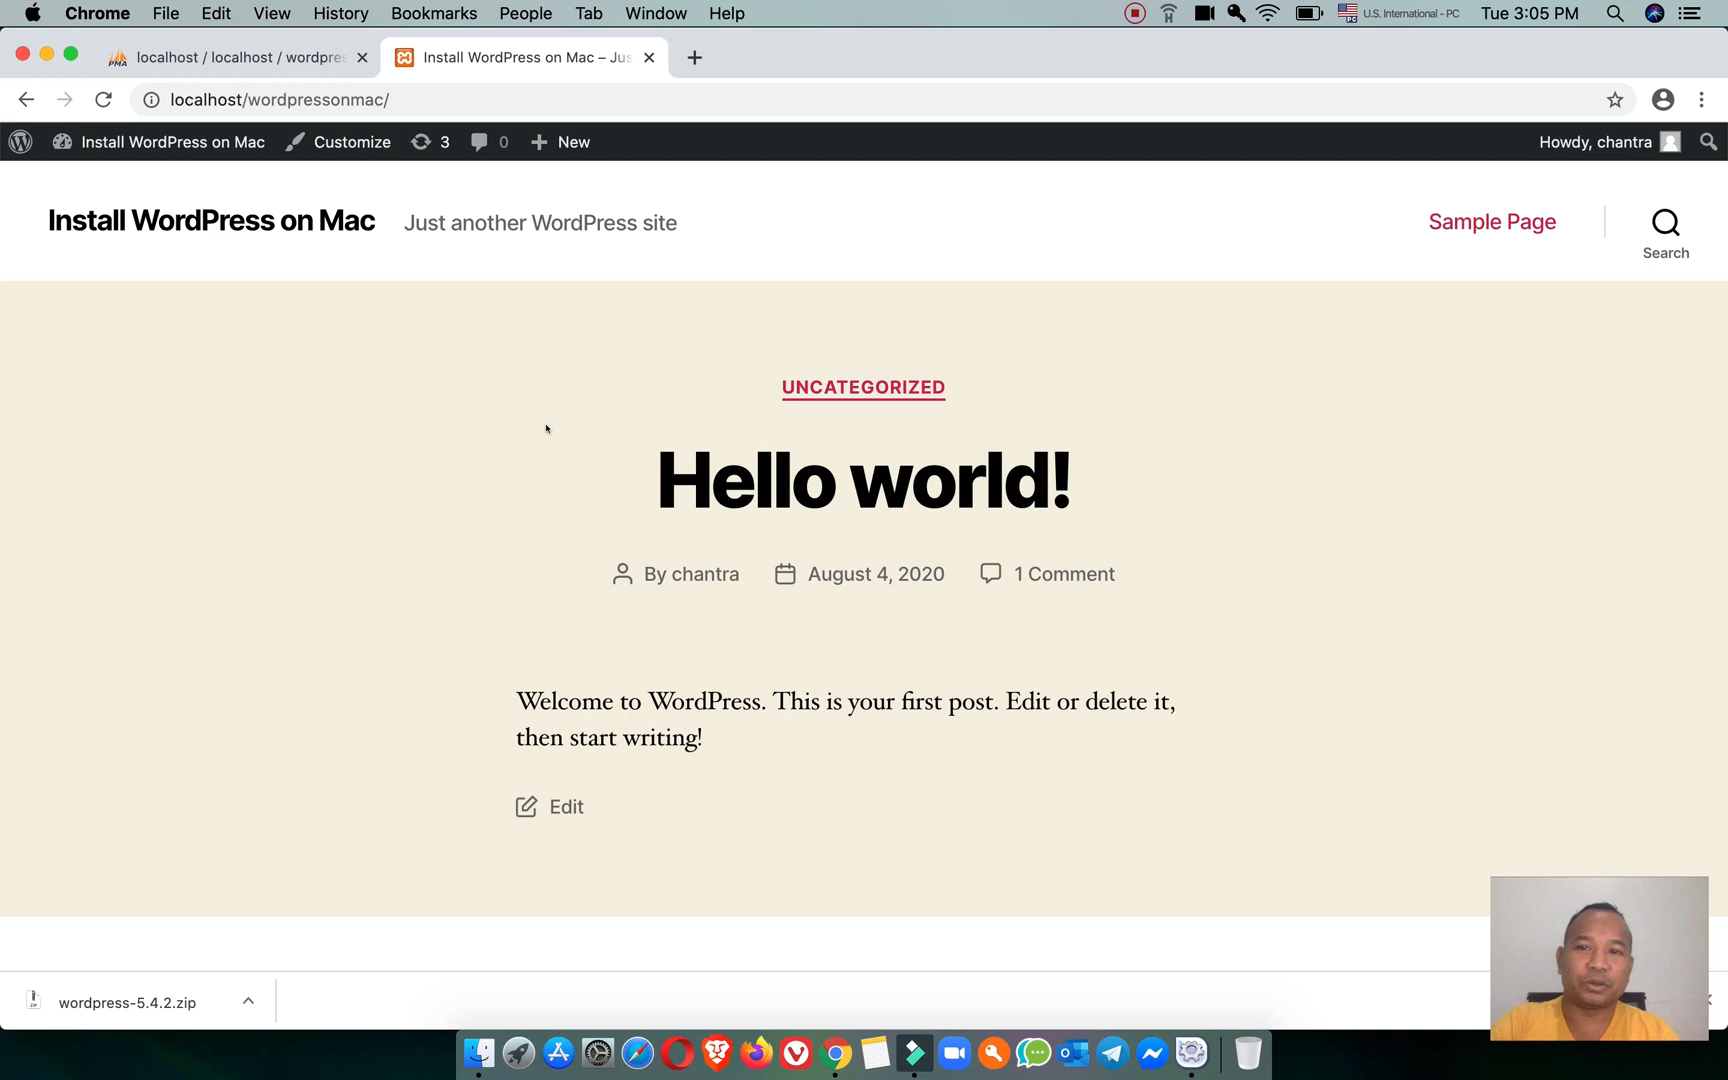 Chrome File Edit View History Bookmarks People Tab Window Help U.S. International - PC Tue 3:05 PM
PMA localhost / localhost / wordpres Install WordPress on Mac – Jus
localhost/wordpressonmac/
Install WordPress on Mac Customize 3 0 New Howdy, chantra
Install WordPress on Mac Just another WordPress site Sample Page
Search
UNCATEGORIZED
Hello world!
By chantra August 4, 2020 1 Comment
Welcome to WordPress. This is your first post. Edit or delete it,
then start writing!
Edit
wordpress-5.4.2.zip